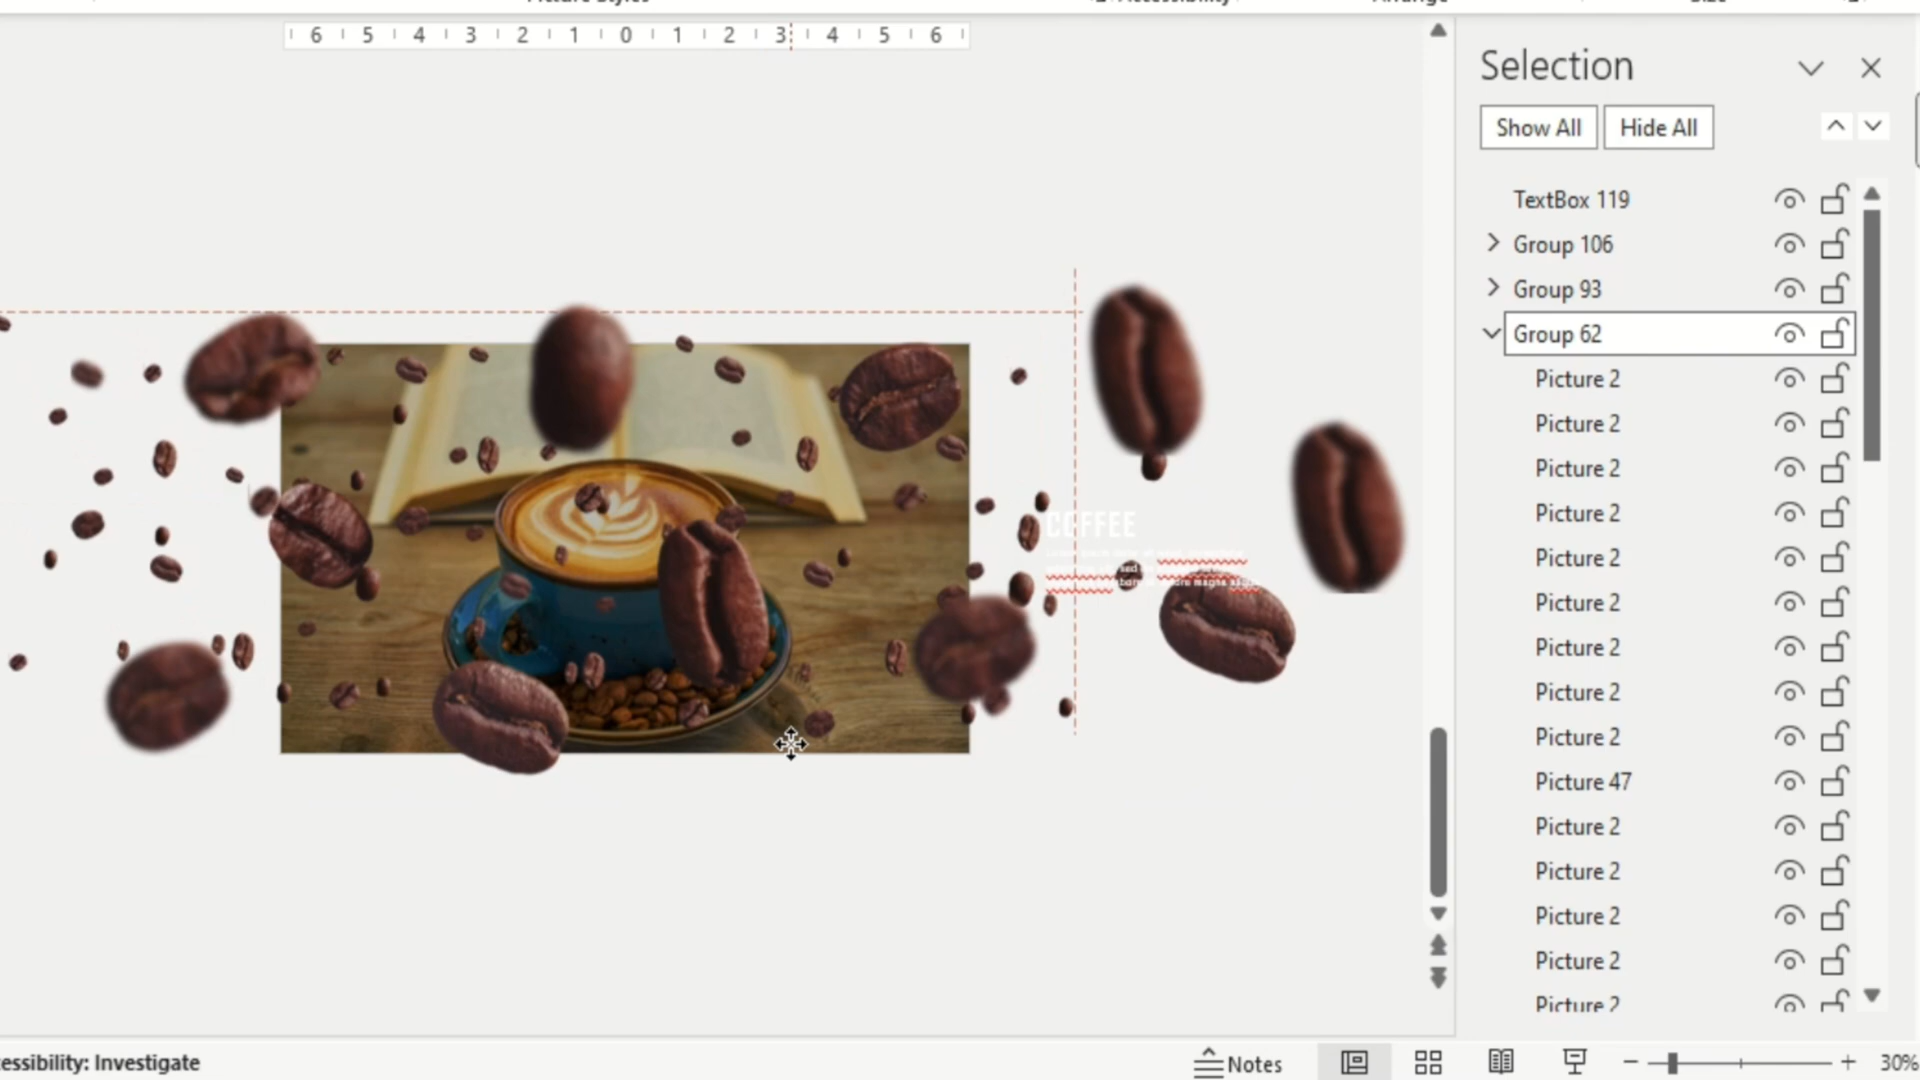 6 5 4 3 2 1 0 1 2 3 4 5 6
Selection
Show All Hide All
TextBox 119
Group 106
Group 93
Group 62
Picture 2
Picture 2
Picture 2
Picture 2
Picture 2
Picture 2
Picture 2
Picture 2
Picture 2
Picture 47
Picture 2
Picture 2
Picture 2
Picture 2
Picture 2
COFFEE
essibility: Investigate
Notes
30%